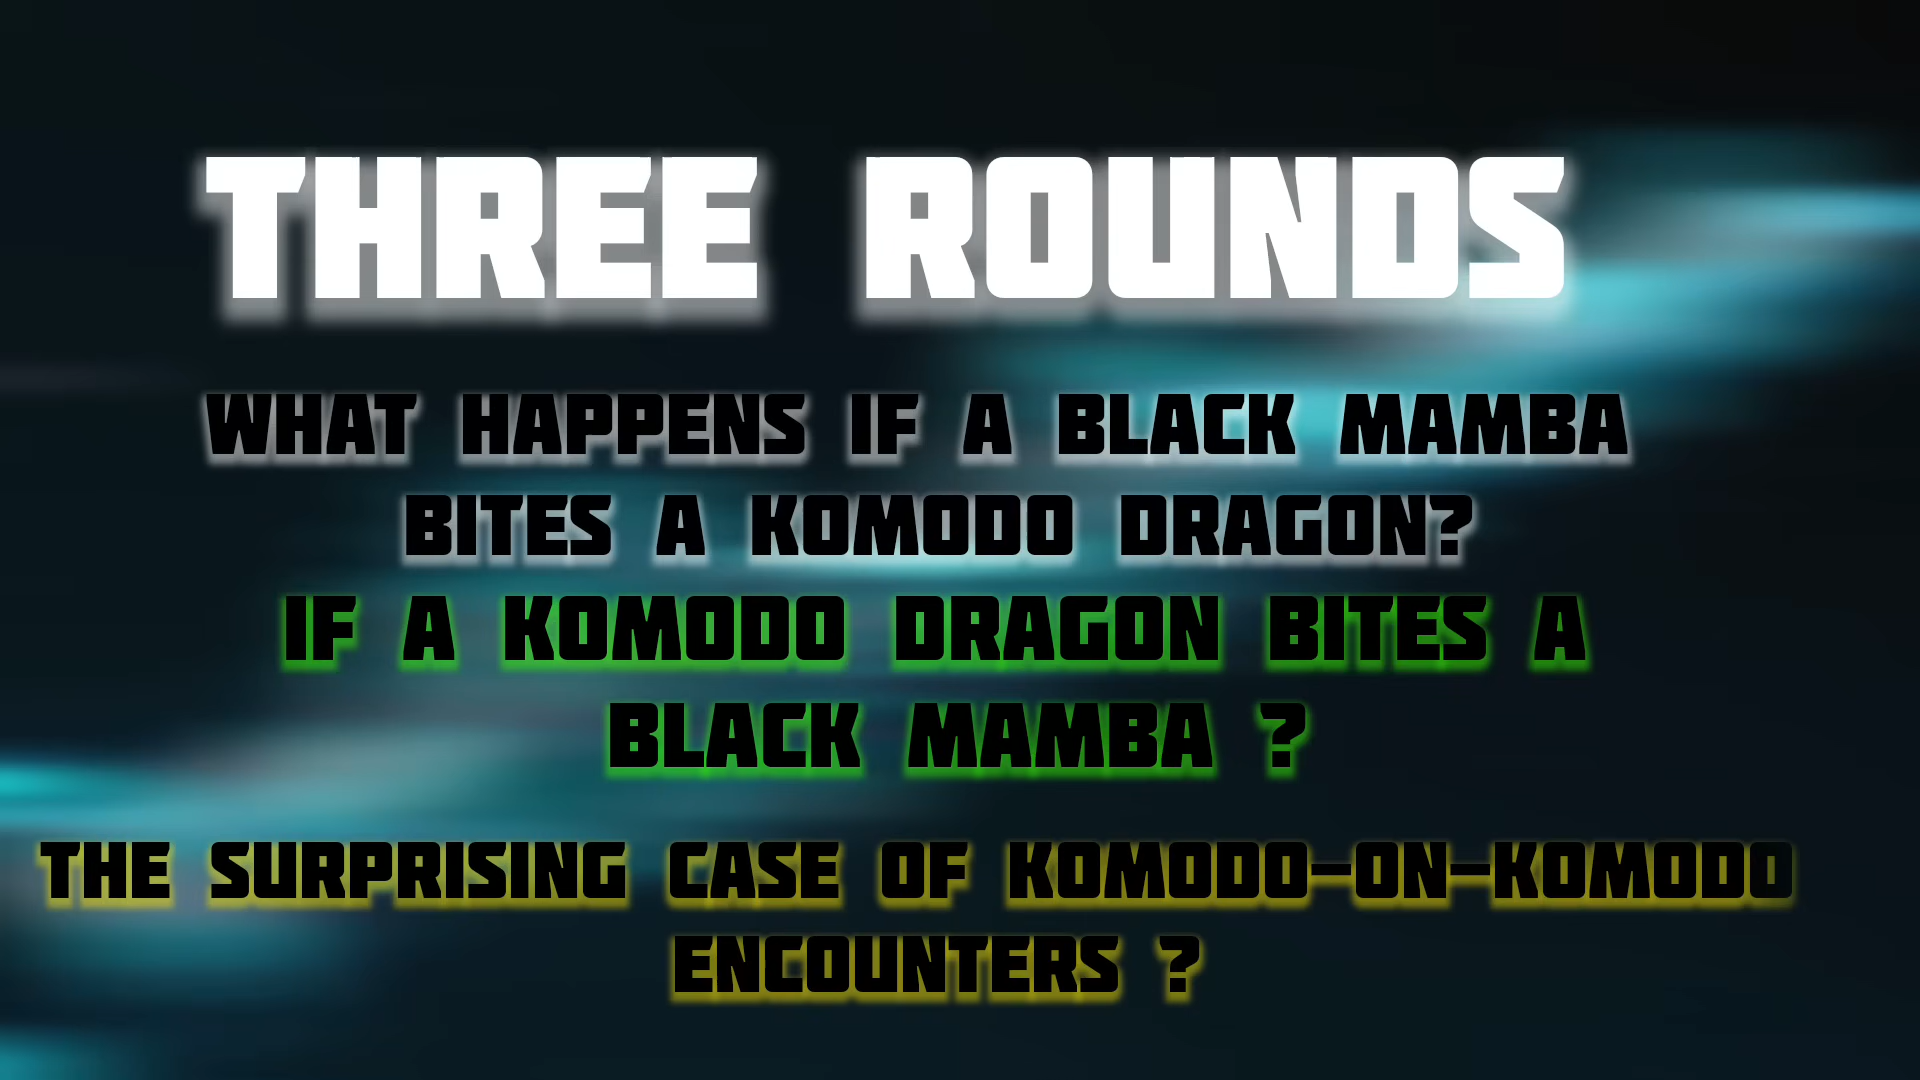 THREE ROUNDS
WHAT HAPPENS IF A BLACK MAMBA
BITES A KOMODO DRAGON?
IF A KOMODO DRAGON BITES A
BLACK MAMBA ?
THE SURPRISING CASE OF KOMODO-ON-KOMODO
ENCOUNTERS ?